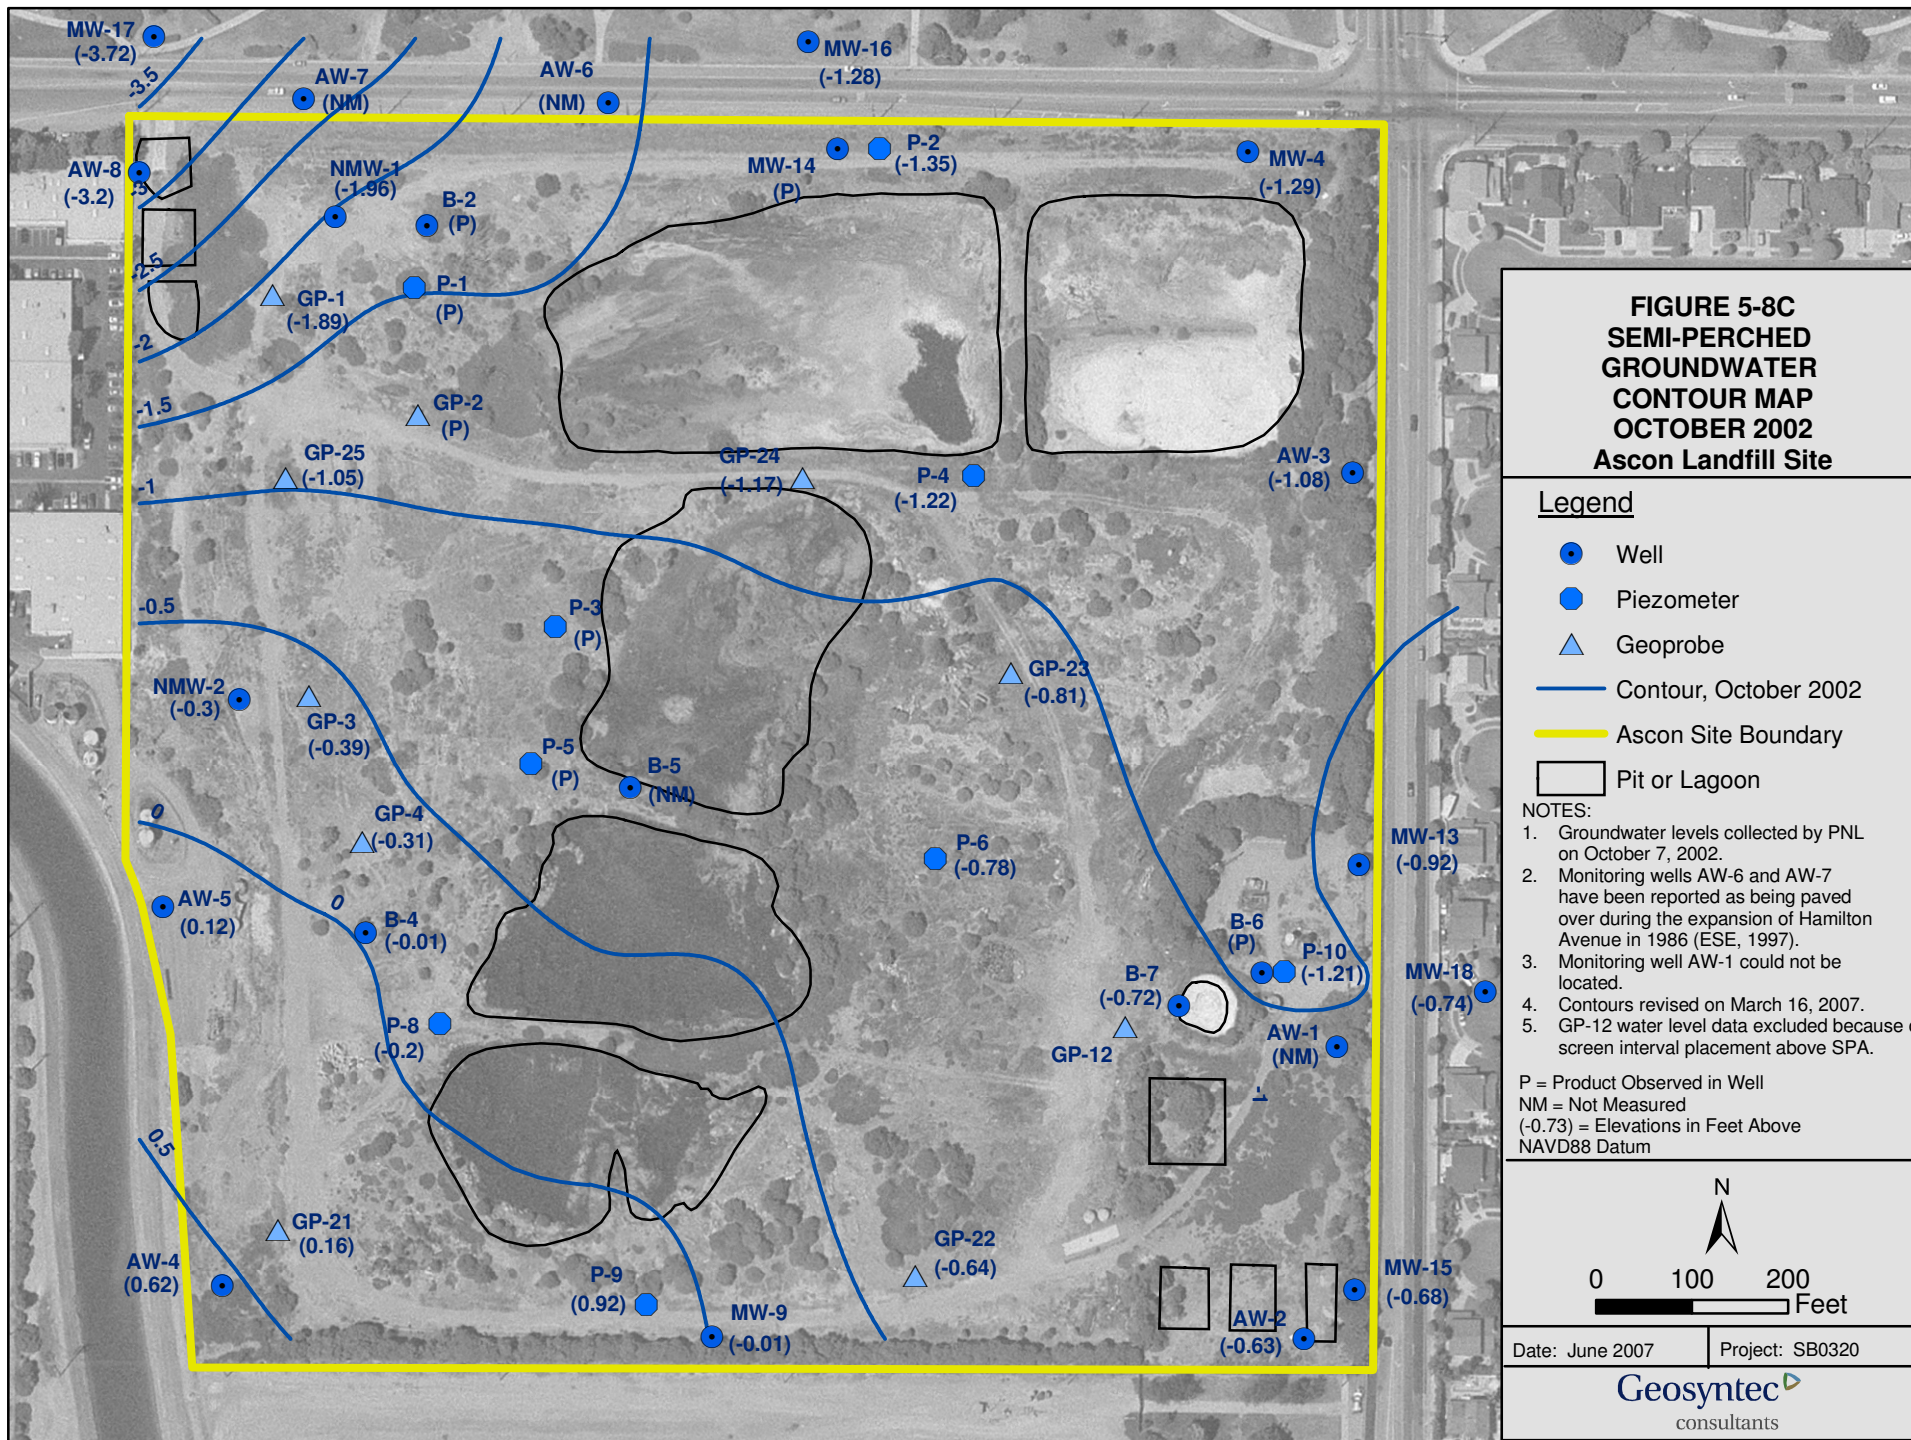 MW-17
(-3.72)
-3.5
AW-7
(NM)
AW-6
(NM)
MW-16
(-1.28)
AW-8
(-3.2)
-3
NMW-1
(-1.96)
B-2
(P)
MW-14
(P)
P-2
(-1.35)
MW-4
(-1.29)
-2.5
GP-1
(-1.89)
P-1
(P)
-2
-1.5
GP-2
(P)
GP-25
(-1.05)
-1
GP-24
(-1.17)
P-4
(-1.22)
AW-3
(-1.08)
-0.5
P-3
(P)
NMW-2
(-0.3)
GP-3
(-0.39)
GP-23
(-0.81)
P-5
(P)
B-5
(NM)
0
GP-4
(-0.31)
P-6
(-0.78)
MW-13
(-0.92)
AW-5
(0.12)
0
B-4
(-0.01)
B-6
(P)
P-10
(-1.21)
B-7
(-0.72)
MW-18
(-0.74)
P-8
(-0.2)
GP-12
AW-1
(NM)
-1
0.5
GP-21
(0.16)
AW-4
(0.62)
P-9
(0.92)
MW-9
(-0.01)
GP-22
(-0.64)
MW-15
(-0.68)
AW-2
(-0.63)
FIGURE 5-8C
SEMI-PERCHED
GROUNDWATER
CONTOUR MAP
OCTOBER 2002
Ascon Landfill Site
Legend
Well
Piezometer
Geoprobe
Contour, October 2002
Ascon Site Boundary
Pit or Lagoon
NOTES:
1. Groundwater levels collected by PNL
on October 7, 2002.
2. Monitoring wells AW-6 and AW-7
have been reported as being paved
over during the expansion of Hamilton
Avenue in 1986 (ESE, 1997).
3. Monitoring well AW-1 could not be
located.
4. Contours revised on March 16, 2007.
5. GP-12 water level data excluded because
screen interval placement above SPA.
P = Product Observed in Well
NM = Not Measured
(-0.73) = Elevations in Feet Above
NAVD88 Datum
N
0 100 200
Feet
Date: June 2007 Project: SB0320
Geosyntec
consultants